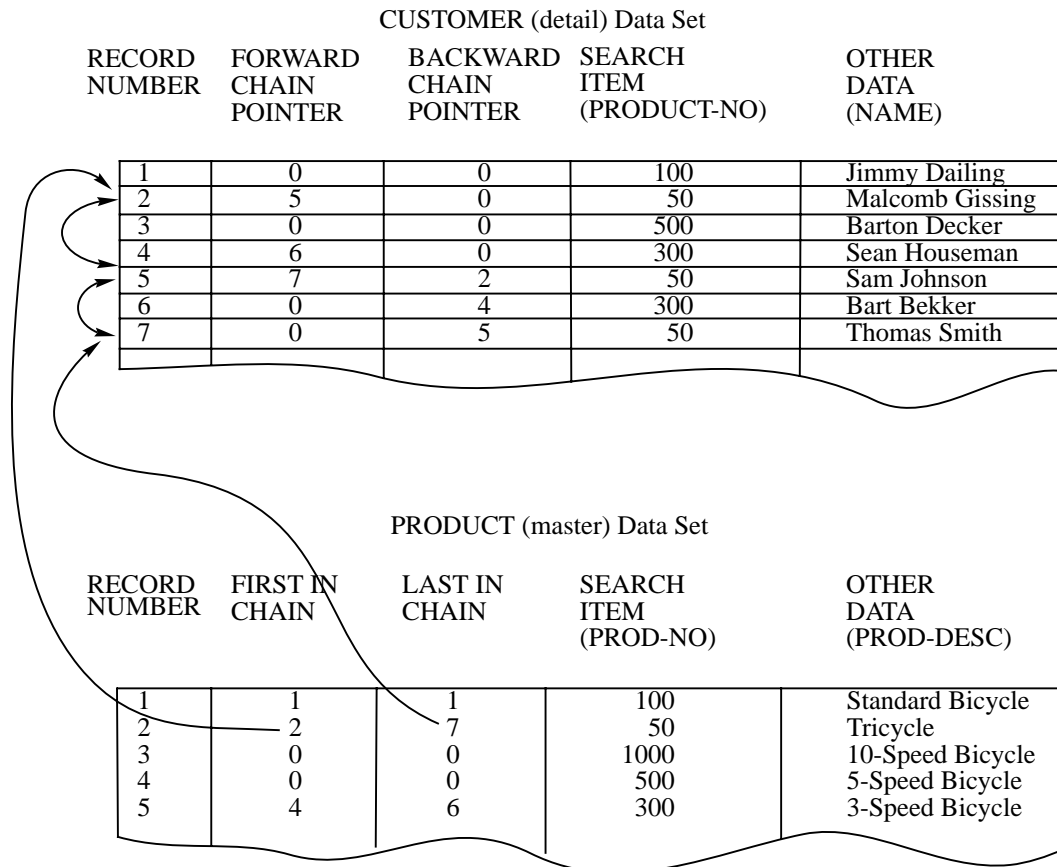 CUSTOMER (detail) Data Set
RECORD FORWARD BACKWARD SEARCH OTHER
NUMBER CHAIN CHAIN ITEM DATA
POINTER POINTER (PRODUCT-NO) (NAME)
1 0 0 100 Jimmy Dailing
2 5 0 50 Malcomb Gissing
3 0 0 500 Barton Decker
4 6 0 300 Sean Houseman
5 7 2 50 Sam Johnson
6 0 4 300 Bart Bekker
7 0 5 50 Thomas Smith
PRODUCT (master) Data Set
RECORD FIRST IN LAST IN SEARCH OTHER
NUMBER CHAIN CHAIN ITEM DATA
(PROD-NO) (PROD-DESC)
1 1 1 100 Standard Bicycle
2 2 7 50 Tricycle
3 0 0 1000 10-Speed Bicycle
4 0 0 500 5-Speed Bicycle
5 4 6 300 3-Speed Bicycle